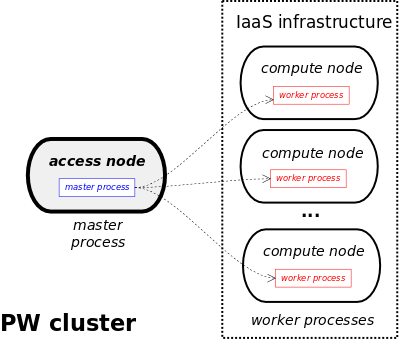 IaaS infrastructure
compute node
worker process
access node
master process
compute node
worker process
...
master
process
compute node
worker process
PW cluster
worker processes